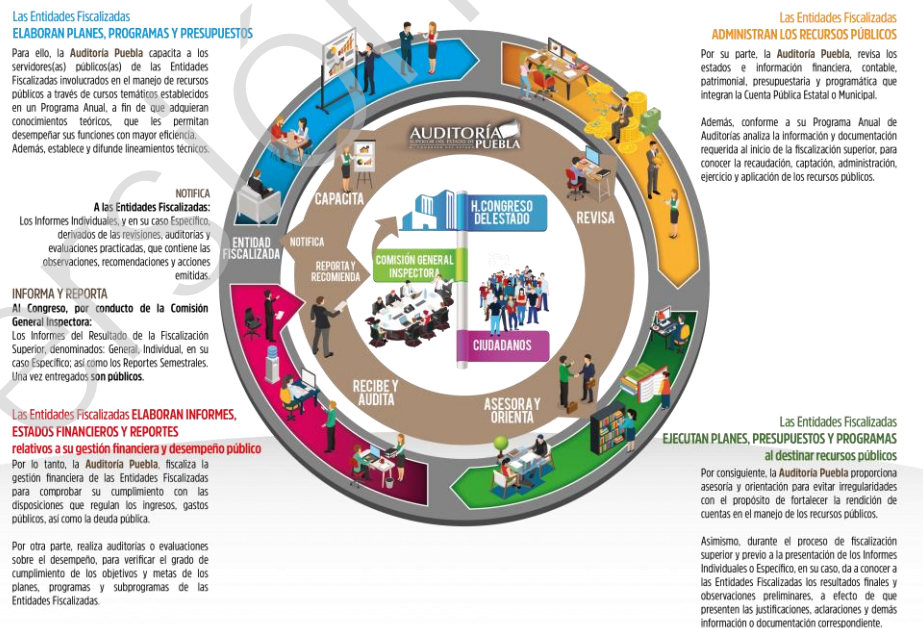 Las Entidades Fiscalizadas
ELABORAN PLANES, PROGRAMAS Y PRESUPUESTOS
Para ello, la Auditoría Puebla capacita a los
servidores(as) públicos(as) de las Entidades
Fiscalizadas involucrados en el manejo de recursos
públicos a través de cursos temáticos establecidos
en un Programa Anual, a fin de que adquieran
conocimientos teóricos, que les permitan
desempeñar sus funciones con mayor eficiencia.
Además, establece y difunde lineamientos técnicos.
NOTIFICA
A las Entidades Fiscalizadas:
Los Informes Individuales, y en su caso Específico,
derivados de las revisiones, auditorías y
evaluaciones practicadas, que contiene las
observaciones, recomendaciones y acciones
emitidas.
INFORMA Y REPORTA
Al Congreso, por conducto de la Comisión
General Inspectora:
Los Informes del Resultado de la Fiscalización
Superior, denominados: General, Individual, en su
caso Específico; así como los Reportes Semestrales.
Una vez entregados son públicos.
Las Entidades Fiscalizadas ELABORAN INFORMES,
ESTADOS FINANCIEROS Y REPORTES
relativos a su gestión financiera y desempeño público
Por lo tanto, la Auditoría Puebla, fiscaliza la
gestión financiera de las Entidades Fiscalizadas
para comprobar su cumplimiento con las
disposiciones que regulan los ingresos, gastos
públicos, así como la deuda pública.
Por otra parte, realiza auditorías o evaluaciones
sobre el desempeño, para verificar el grado de
cumplimiento de los objetivos y metas de los
planes, programas y subprogramas de las
Entidades Fiscalizadas.
AUDITORÍA
SUPERIOR DEL ESTADO DE PUEBLA
CAPACITA
REVISA
H. CONGRESO
DEL ESTADO
ENTIDAD
FISCALIZADA
NOTIFICA
REPORTA Y
RECOMIENDA
COMISIÓN GENERAL
INSPECTORA
CIUDADANOS
RECIBE Y
AUDITA
ASESORA Y
ORIENTA
Las Entidades Fiscalizadas
ADMINISTRAN LOS RECURSOS PÚBLICOS
Por su parte, la Auditoría Puebla, revisa los
estados e información financiera, contable,
patrimonial, presupuestaria y programática que
integran la Cuenta Pública Estatal o Municipal.
Además, conforme a su Programa Anual de
Auditorías analiza la información y documentación
requerida al inicio de la fiscalización superior, para
conocer la recaudación, captación, administración,
ejercicio y aplicación de los recursos públicos.
Las Entidades Fiscalizadas
EJECUTAN PLANES, PRESUPUESTOS Y PROGRAMAS
al destinar recursos públicos
Por consiguiente, la Auditoría Puebla proporciona
asesoría y orientación para evitar irregularidades
con el propósito de fortalecer la rendición de
cuentas en el manejo de los recursos públicos.
Asimismo, durante el proceso de fiscalización
superior y previo a la presentación de los Informes
Individuales o Específico, en su caso, da a conocer a
las Entidades Fiscalizadas los resultados finales y
observaciones preliminares, a efecto de que
presenten las justificaciones, aclaraciones y demás
información o documentación correspondiente.